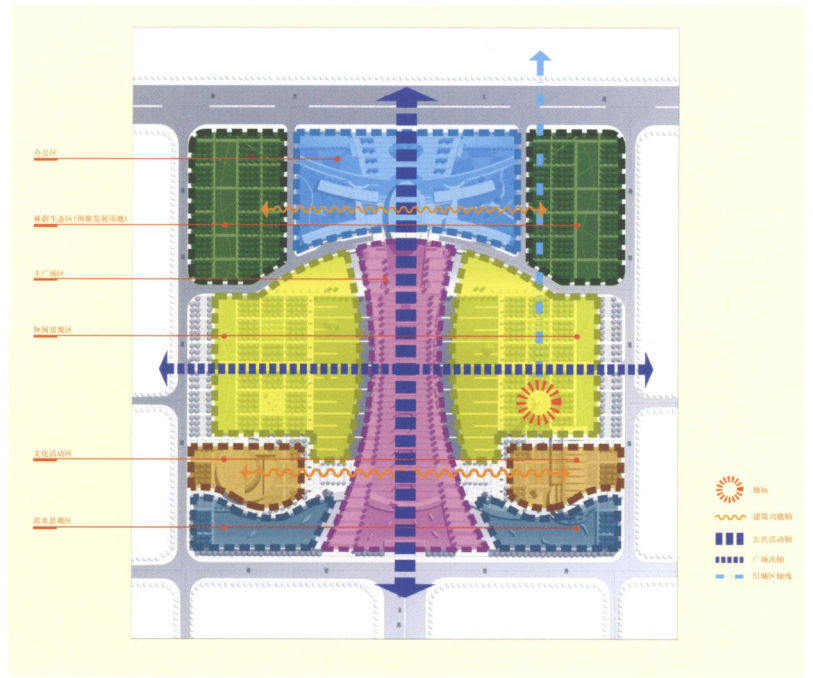 办公区
林荫生态区(预留发展用地)
主广场区
休闲景观区
文化活动区
滨水景观区
地标
建筑功能轴
公共活动轴
广场次轴
旧城区轴线